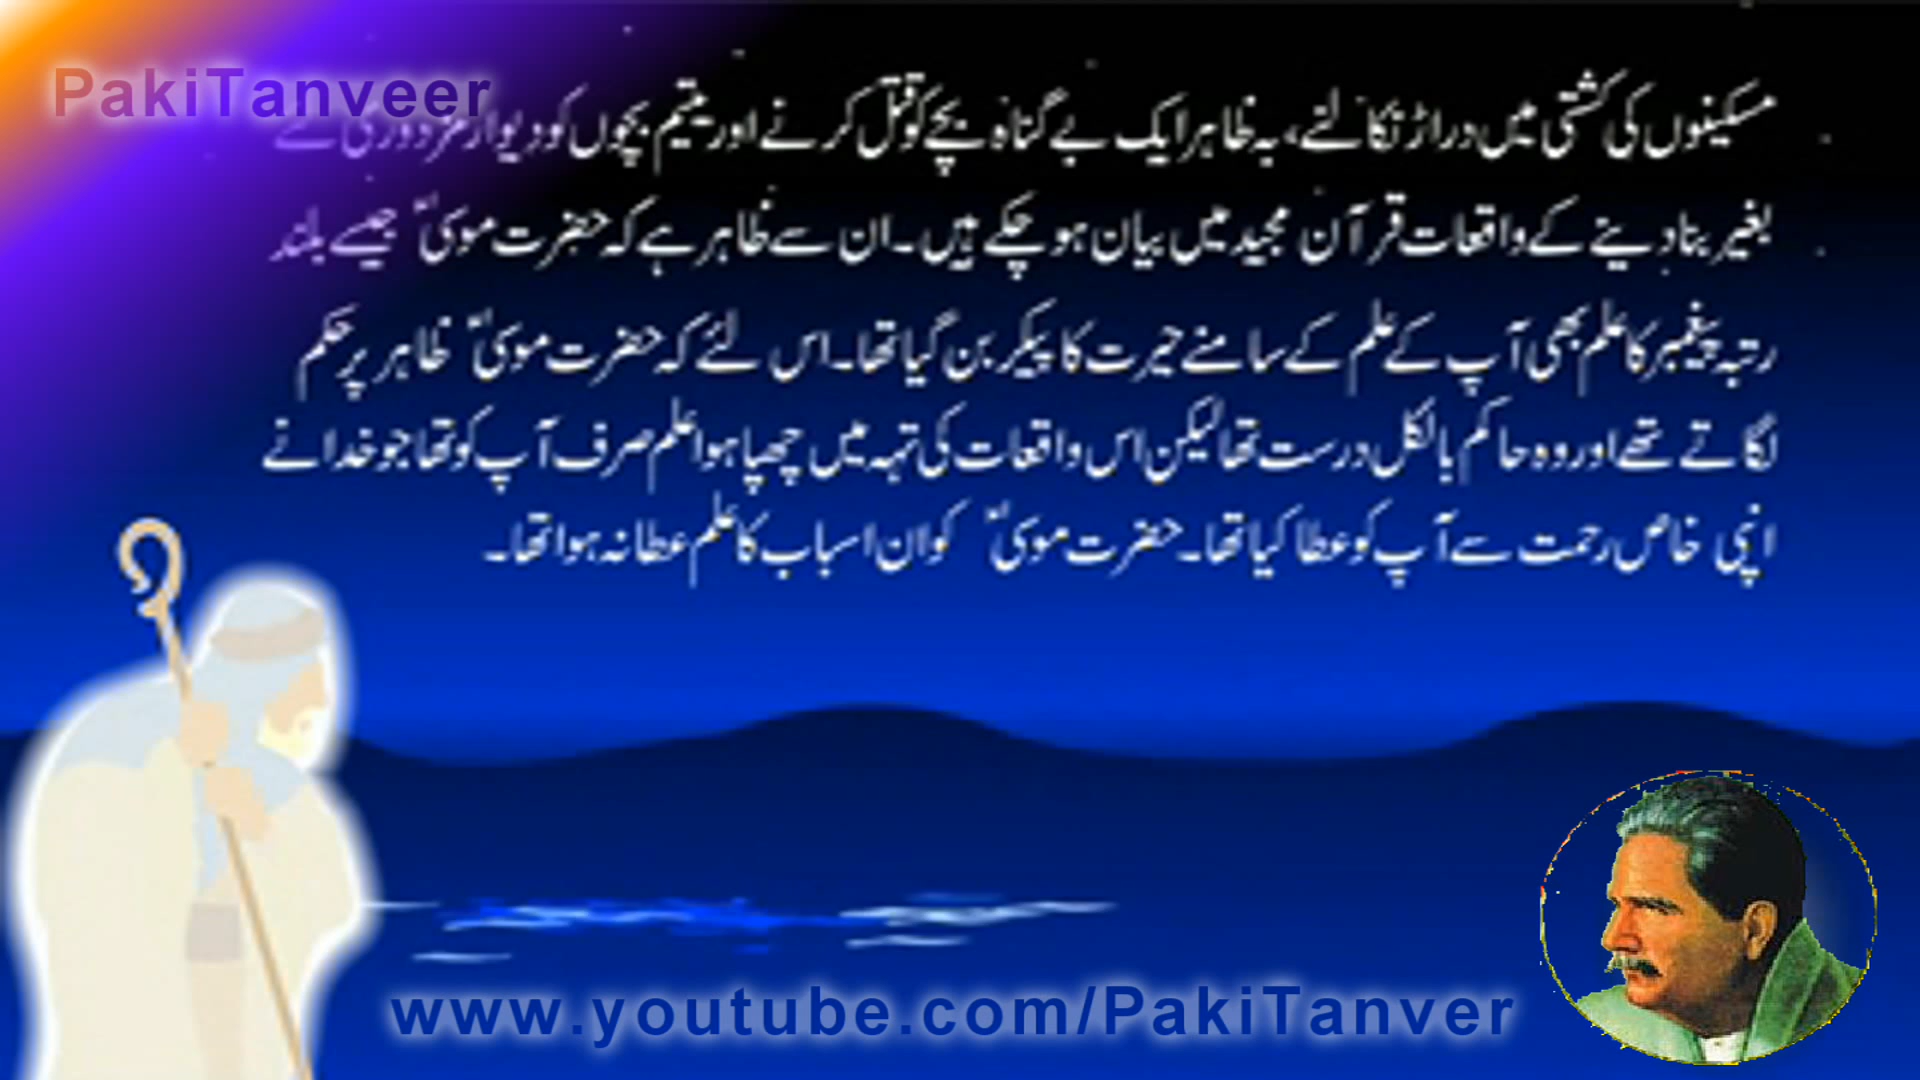 PakiTanveer
مسکینوں کی کشتی میں دراڑ نکالنے، بہ ظاہر ایک بے گناہ بچے کو قتل کرنے اور یتیم بچوں کو دیوار مزدوری لئے
بغیر بنا دینے کے واقعات قرآن مجید میں بیان ہو چکے ہیں۔ ان سے ظاہر ہے کہ حضرت موسیٰؑ جیسے بلند
رتبہ پیغمبر کا علم بھی آپ کے علم کے سامنے حیرت کا پیکر بن گیا تھا۔ اس لئے کہ حضرت موسیٰؑ ظاہر پر حکم
لگاتے تھے اور وہ حاکم بالکل درست تھا لیکن اس واقعات کی تہہ میں چھپا ہوا علم صرف آپ کو تھا جو خدا نے
اپنی خاص رحمت سے آپ کو عطا کیا تھا۔ حضرت موسیٰؑ کو ان اسباب کا علم عطا نہ ہوا تھا۔
www.youtube.com/PakiTanver